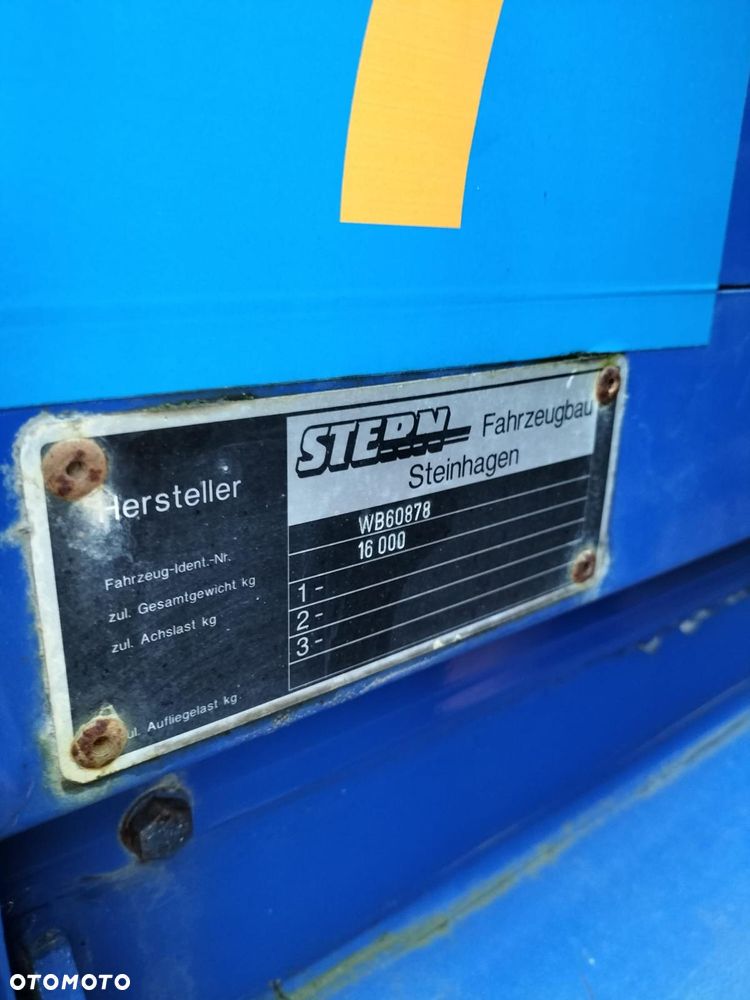 Hersteller
STERN Fahrzeugbau
Steinhagen
Fahrzeug-Ident.-Nr. WB60878
zul. Gesamtgewicht kg 16 000
zul. Achslast kg 1 -
2 -
3 -
zul. Aufliegelast kg.
OTOMOTO